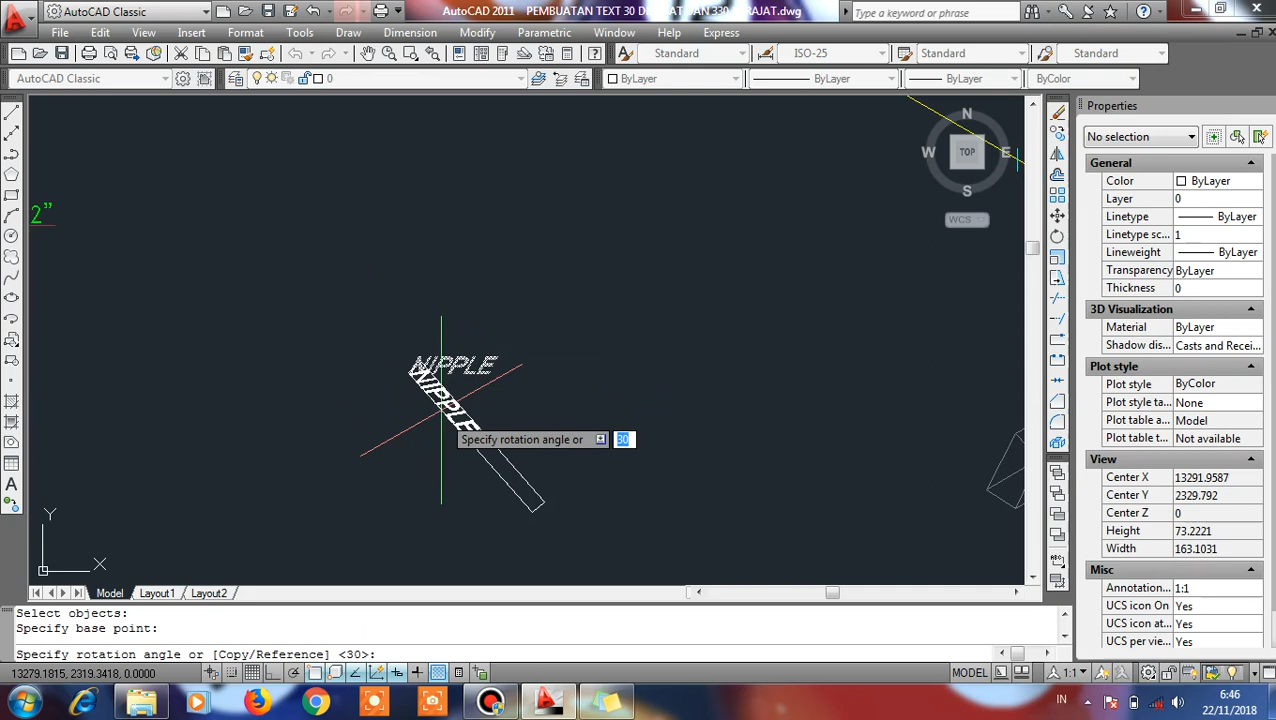 AutoCAD Classic
AutoCAD 2011 PEMBUATAN TEXT 30 D
RAJAT.dwg
Type a keyword or phrase
File Edit View Insert Format Tools Draw Dimension Modify Parametric Window Help Express
Standard ISO-25 Standard Standard
AutoCAD Classic 0 ByLayer ByLayer ByLayer ByColor
N
W TOP E
S
WCS
2”
NIPPLE
NIPPLE
Specify rotation angle or 30
Y
X
Model Layout1 Layout2
Properties
No selection
General
Color ByLayer
Layer 0
Linetype ByLayer
Linetype sc... 1
Lineweight ByLayer
Transparency ByLayer
Thickness 0
3D Visualization
Material ByLayer
Shadow dis... Casts and Recei...
Plot style
Plot style ByColor
Plot style ta... None
Plot table a... Model
Plot table t... Not available
View
Center X 13291.9587
Center Y 2329.792
Center Z 0
Height 73.2221
Width 163.1031
Misc
Annotation... 1:1
UCS icon On Yes
UCS icon at... Yes
UCS per vie... Yes
Select objects:
Specify base point:
Specify rotation angle or [Copy/Reference] <30>:
13279.1815, 2319.3418, 0.0000
MODEL 1:1
IN
6:46
22/11/2018